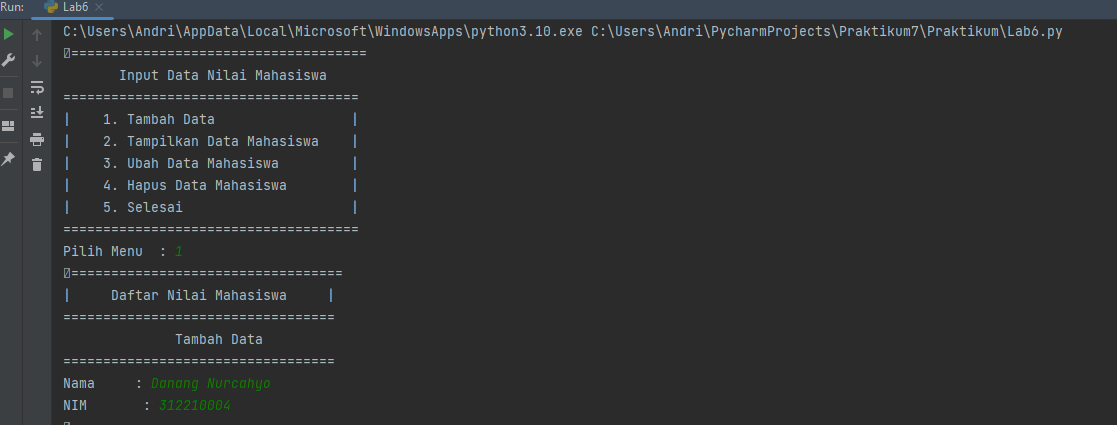 Run: Lab6
C:\Users\Andri\AppData\Local\Microsoft\WindowsApps\python3.10.exe C:\Users\Andri\PycharmProjects\Praktikum7\Praktikum\Lab6.py
=====================================
Input Data Nilai Mahasiswa
=====================================
|    1. Tambah Data                 |
|    2. Tampilkan Data Mahasiswa    |
|    3. Ubah Data Mahasiswa         |
|    4. Hapus Data Mahasiswa        |
|    5. Selesai                     |
=====================================
Pilih Menu  : 1
==================================
|     Daftar Nilai Mahasiswa     |
==================================
Tambah Data
==================================
Nama     : Danang Nurcahyo
NIM       : 312210004